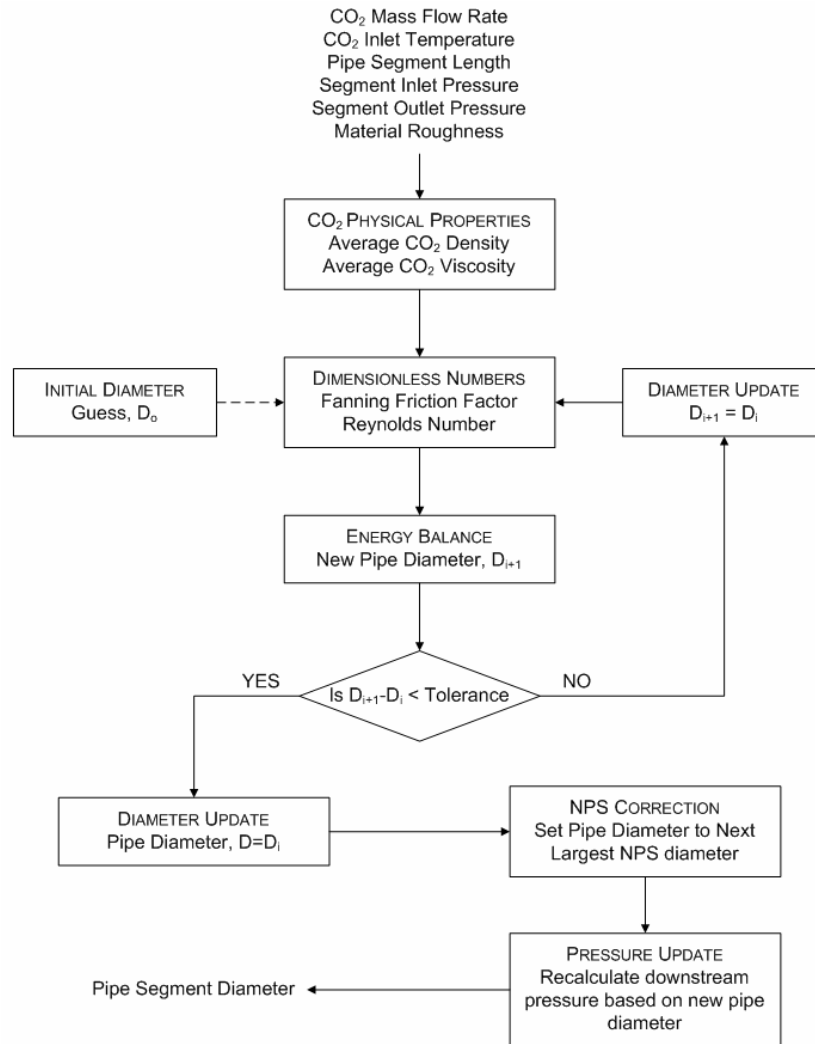 CO₂ Mass Flow Rate
CO₂ Inlet Temperature
Pipe Segment Length
Segment Inlet Pressure
Segment Outlet Pressure
Material Roughness
CO₂ PHYSICAL PROPERTIES
Average CO₂ Density
Average CO₂ Viscosity
INITIAL DIAMETER
Guess, Dₒ
DIMENSIONLESS NUMBERS
Fanning Friction Factor
Reynolds Number
DIAMETER UPDATE
Dᵢ₊₁ = Dᵢ
ENERGY BALANCE
New Pipe Diameter, Dᵢ₊₁
YES
Is Dᵢ₊₁-Dᵢ < Tolerance
NO
DIAMETER UPDATE
Pipe Diameter, D=Dᵢ
NPS CORRECTION
Set Pipe Diameter to Next
Largest NPS diameter
PRESSURE UPDATE
Recalculate downstream
pressure based on new pipe
diameter
Pipe Segment Diameter